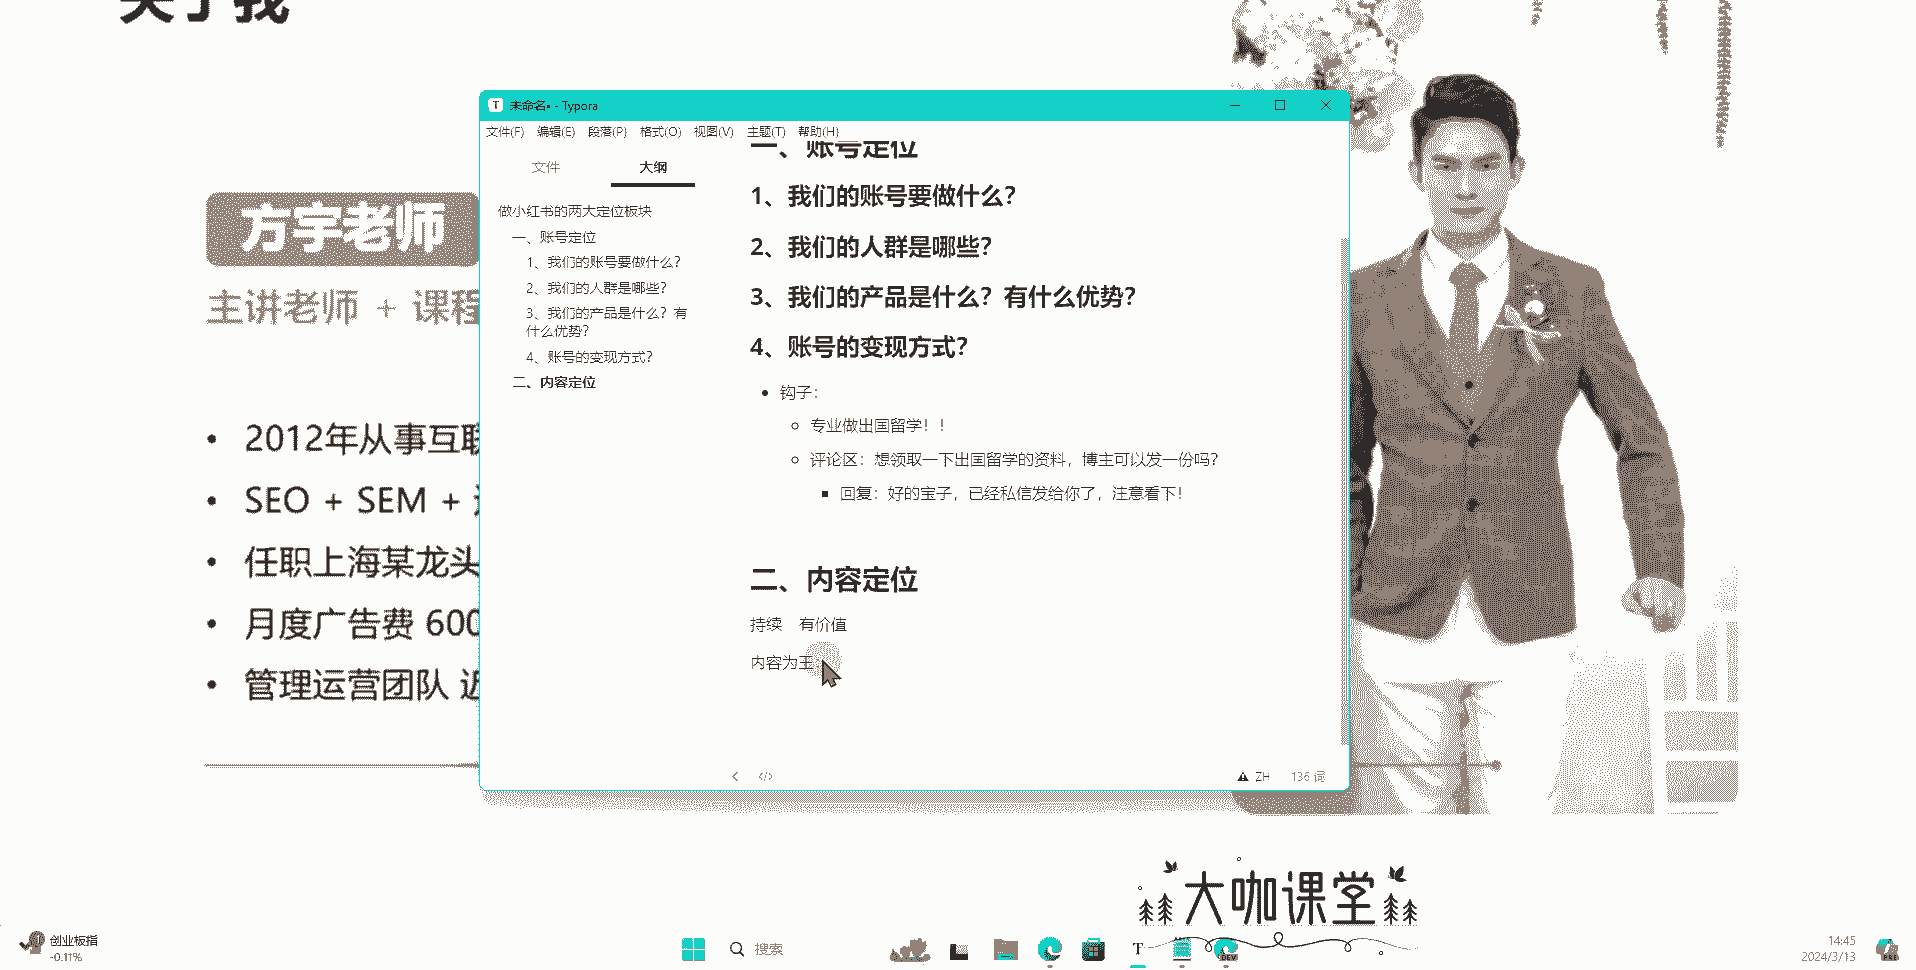 关于我
方宇老师
主讲老师 + 课程
2012年从事互联
SEO + SEM +
任职上海某龙头
月度广告费 600
管理运营团队 近
未命名• - Typora
文件(F) 编辑(E) 段落(P) 格式(O) 视图(V) 主题(T) 帮助(H)
文件 大纲
做小红书的两大定位板块
一、账号定位
1、我们的账号要做什么？
2、我们的人群是哪些？
3、我们的产品是什么？有
什么优势？
4、账号的变现方式？
二、内容定位
一、账号定位
1、我们的账号要做什么？
2、我们的人群是哪些？
3、我们的产品是什么？有什么优势？
4、账号的变现方式？
钩子：
专业做出国留学！！
评论区：想领取一下出国留学的资料，博主可以发一份吗？
回复：好的宝子，已经私信发给你了，注意看下！
二、内容定位
持续 有价值
内容为王
ZH 136 词
大咖课堂
创业板指
-0.11%
搜索
T
DEV
14:45
2024/3/13
PRE